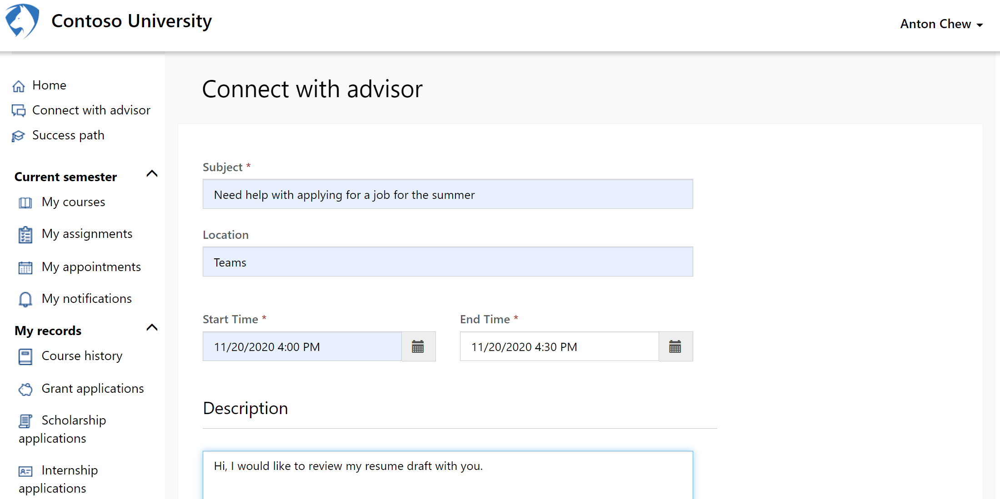 Contoso University
Anton Chew
Home
Connect with advisor
Success path
Current semester
My courses
My assignments
My appointments
My notifications
My records
Course history
Grant applications
Scholarship
applications
Internship
applications
Connect with advisor
Subject *
Need help with applying for a job for the summer
Location
Teams
Start Time *
11/20/2020 4:00 PM
End Time *
11/20/2020 4:30 PM
Description
Hi, I would like to review my resume draft with you.